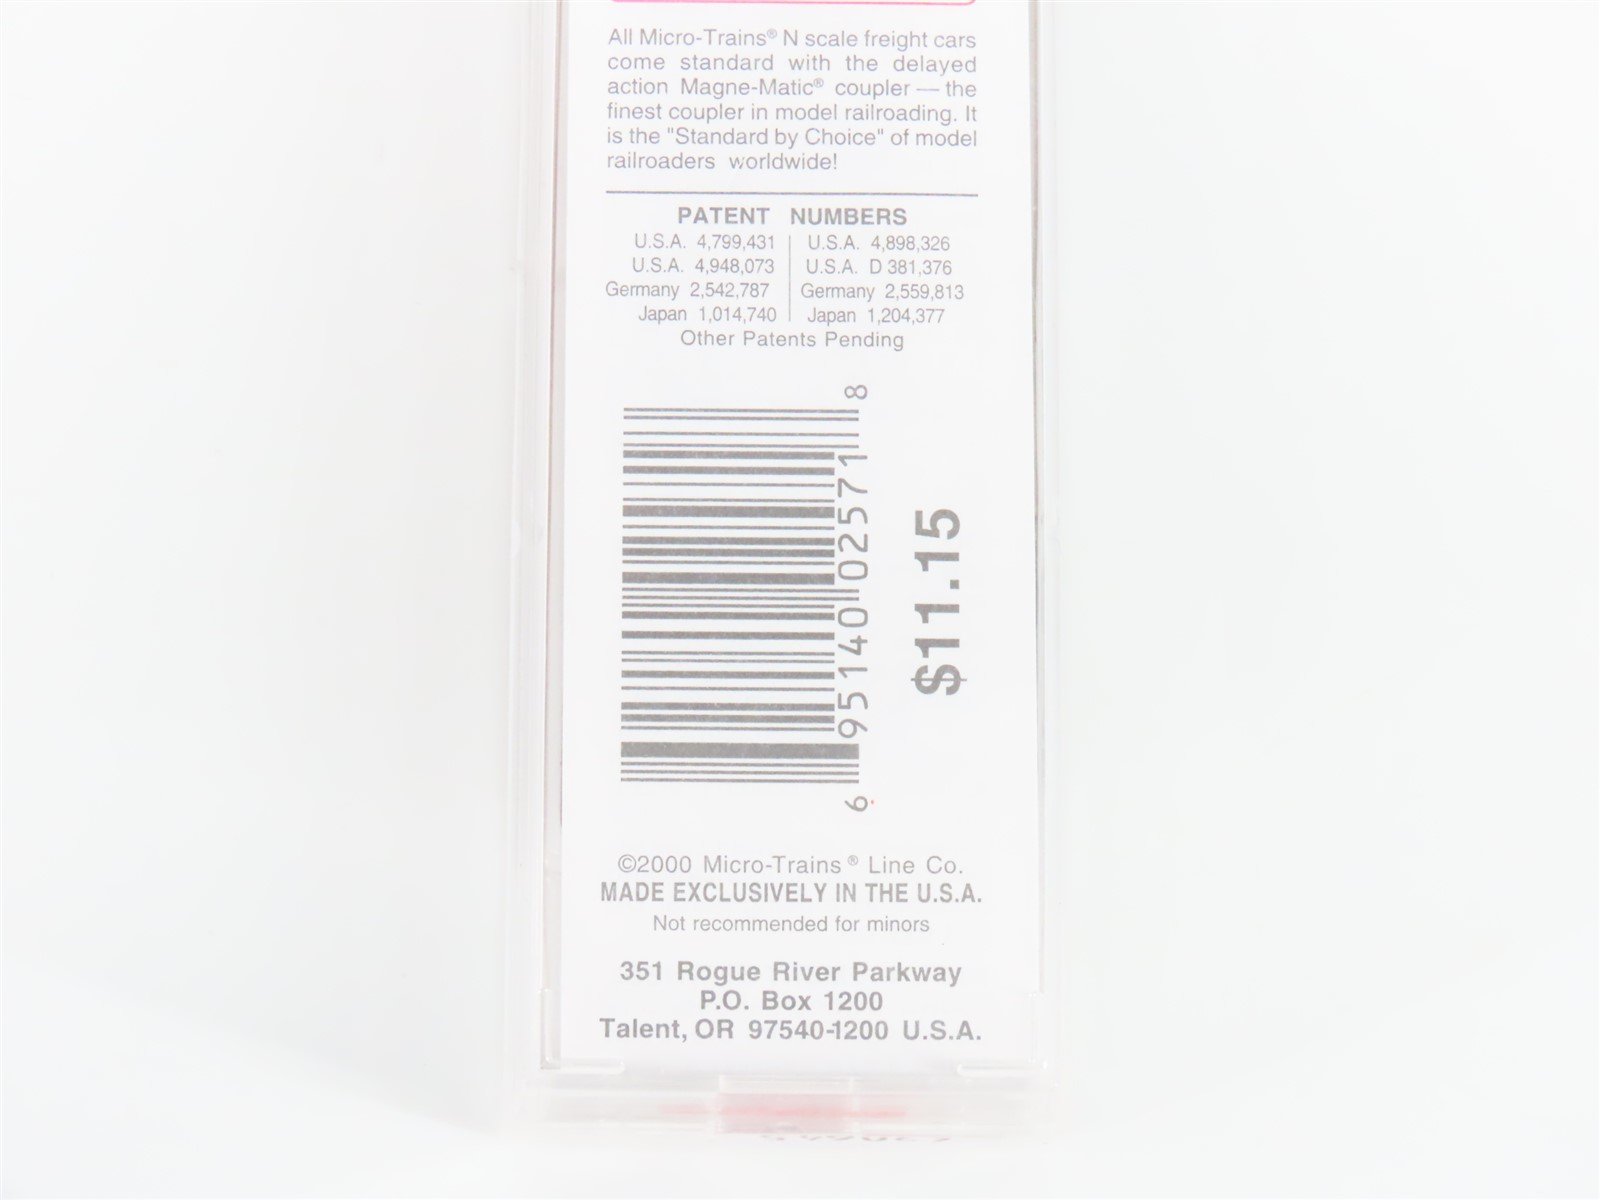 All Micro-Trains® N scale freight cars
come standard with the delayed
action Magne-Matic® coupler — the
finest coupler in model railroading. It
is the "Standard by Choice" of model
railroaders worldwide!
PATENT NUMBERS
U.S.A. 4,799,431 | U.S.A. 4,898,326
U.S.A. 4,948,073 | U.S.A. D 381,376
Germany 2,542,787 | Germany 2,559,813
Japan 1,014,740 | Japan 1,204,377
Other Patents Pending
6 95140 02571 8
$11.15
©2000 Micro-Trains® Line Co.
MADE EXCLUSIVELY IN THE U.S.A.
Not recommended for minors
351 Rogue River Parkway
P.O. Box 1200
Talent, OR 97540-1200 U.S.A.